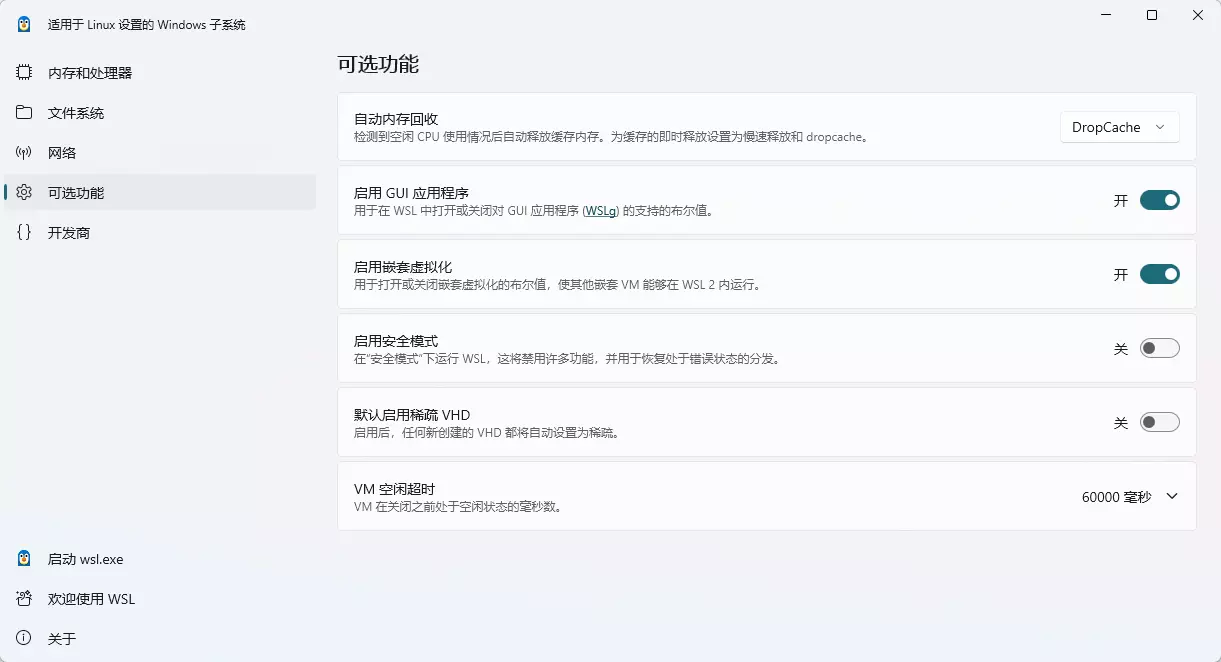 适用于 Linux 设置的 Windows 子系统
内存和处理器
文件系统
网络
可选功能
开发商
启动 wsl.exe
欢迎使用 WSL
关于
可选功能
自动内存回收
检测到空闲 CPU 使用情况后自动释放缓存内存。为缓存的即时释放设置为慢速释放和 dropcache。
DropCache
启用 GUI 应用程序
用于在 WSL 中打开或关闭对 GUI 应用程序 (WSLg) 的支持的布尔值。
开
启用嵌套虚拟化
用于打开或关闭嵌套虚拟化的布尔值，使其他嵌套 VM 能够在 WSL 2 内运行。
开
启用安全模式
在“安全模式”下运行 WSL，这将禁用许多功能，并用于恢复处于错误状态的分发。
关
默认启用稀疏 VHD
启用后，任何新创建的 VHD 都将自动设置为稀疏。
关
VM 空闲超时
VM 在关闭之前处于空闲状态的毫秒数。
60000 毫秒